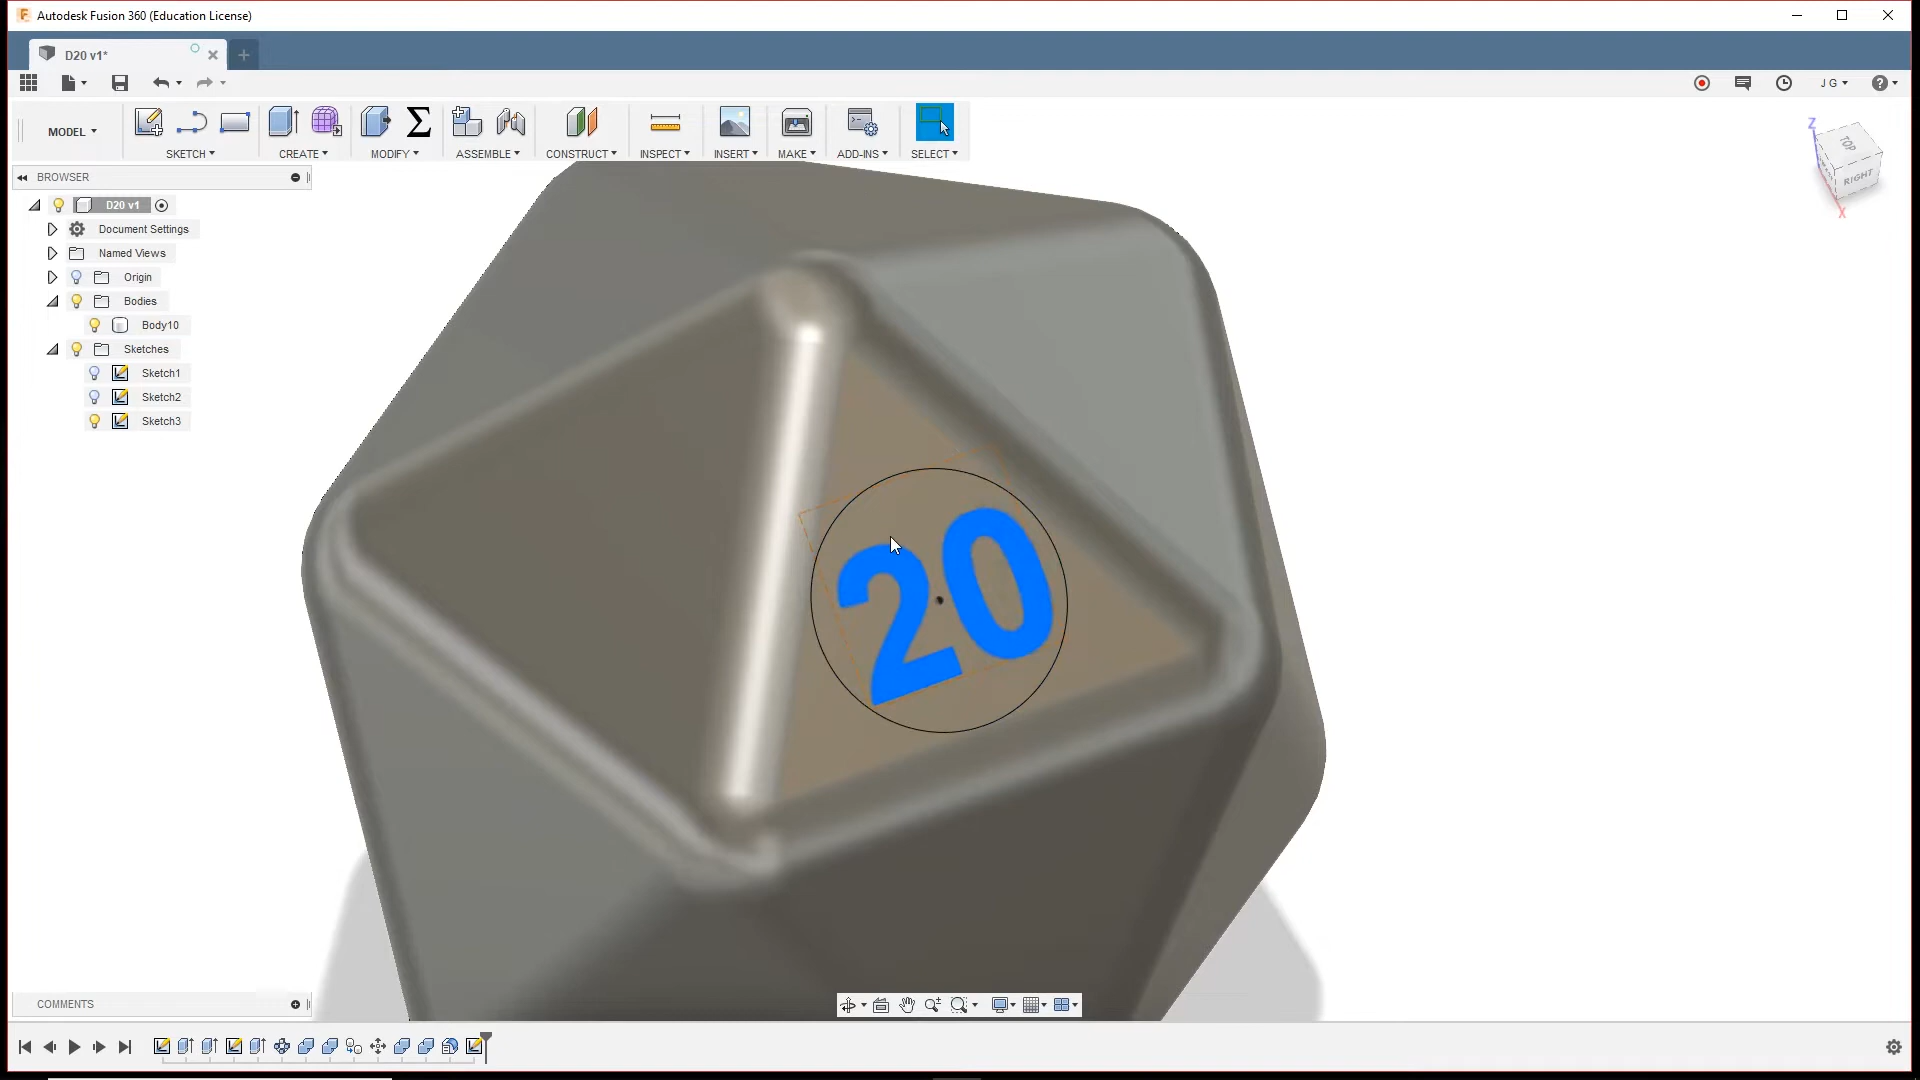 Autodesk Fusion 360 (Education License)
D20 v1*
J G
MODEL
SKETCH
CREATE
MODIFY
ASSEMBLE
CONSTRUCT
INSPECT
INSERT
MAKE
ADD-INS
SELECT
Z
TOP
RIGHT
X
BROWSER
D20 v1
Document Settings
Named Views
Origin
Bodies
Body10
Sketches
Sketch1
Sketch2
Sketch3
20
COMMENTS